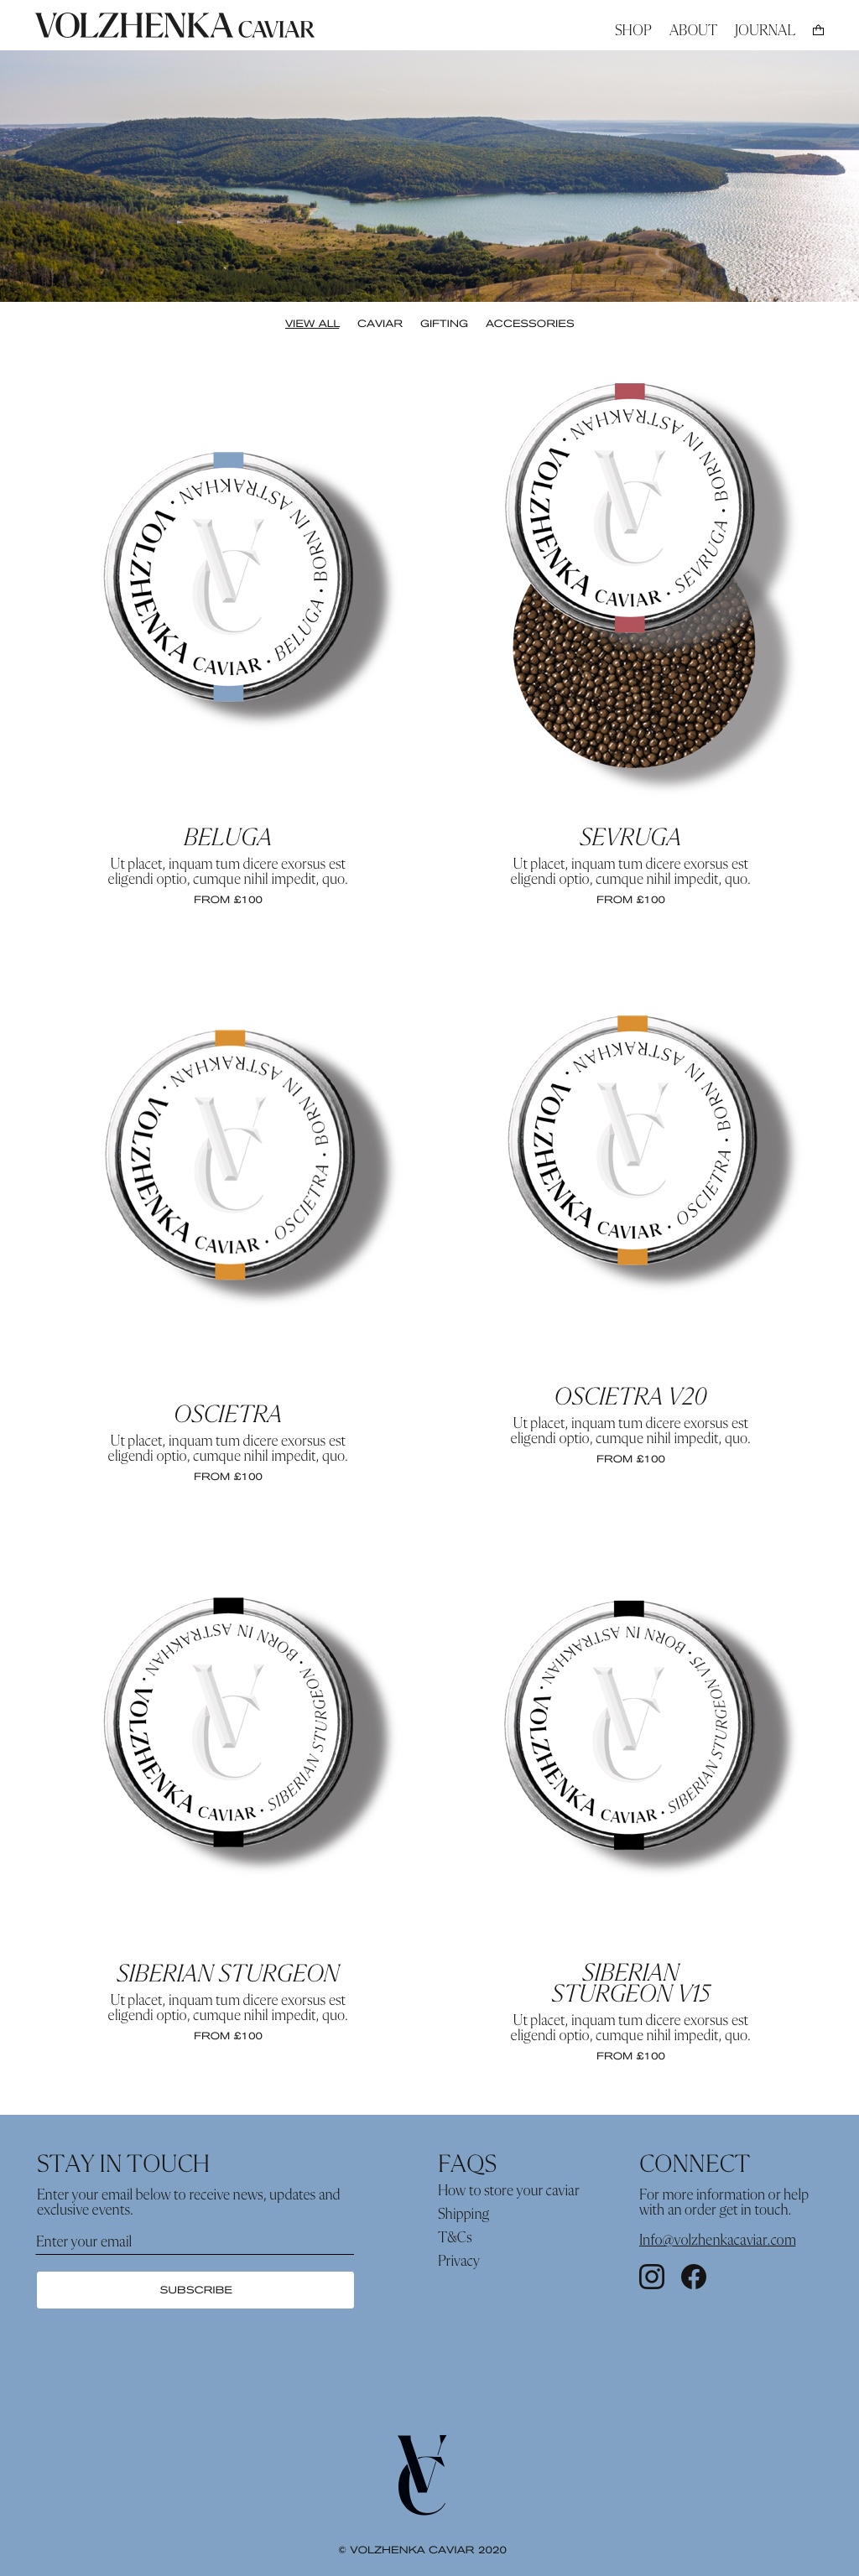 VOLZHENKA CAVIAR
SHOP ABOUT JOURNAL
VIEW ALL CAVIAR GIFTING ACCESSORIES
VOLZHENKA CAVIAR • BELUGA • BORN IN ASTRAKHAN •
VC
BELUGA
Ut placet, inquam tum dicere exorsus est
eligendi optio, cumque nihil impedit, quo.
FROM £100
VOLZHENKA CAVIAR • SEVRUGA • BORN IN ASTRAKHAN •
VC
SEVRUGA
Ut placet, inquam tum dicere exorsus est
eligendi optio, cumque nihil impedit, quo.
FROM £100
VOLZHENKA CAVIAR • OSCIETRA • BORN IN ASTRAKHAN •
VC
OSCIETRA
Ut placet, inquam tum dicere exorsus est
eligendi optio, cumque nihil impedit, quo.
FROM £100
VOLZHENKA CAVIAR • OSCIETRA • BORN IN ASTRAKHAN •
VC
OSCIETRA V20
Ut placet, inquam tum dicere exorsus est
eligendi optio, cumque nihil impedit, quo.
FROM £100
VOLZHENKA CAVIAR • SIBERIAN STURGEON • BORN IN ASTRAKHAN •
VC
SIBERIAN STURGEON
Ut placet, inquam tum dicere exorsus est
eligendi optio, cumque nihil impedit, quo.
FROM £100
VOLZHENKA CAVIAR • SIBERIAN STURGEON V15 • BORN IN ASTRAKHAN •
VC
SIBERIAN
STURGEON V15
Ut placet, inquam tum dicere exorsus est
eligendi optio, cumque nihil impedit, quo.
FROM £100
STAY IN TOUCH
Enter your email below to receive news, updates and
exclusive events.
Enter your email
SUBSCRIBE
FAQS
How to store your caviar
Shipping
T&Cs
Privacy
CONNECT
For more information or help
with an order get in touch.
Info@volzhenkacaviar.com
VC
© VOLZHENKA CAVIAR 2020